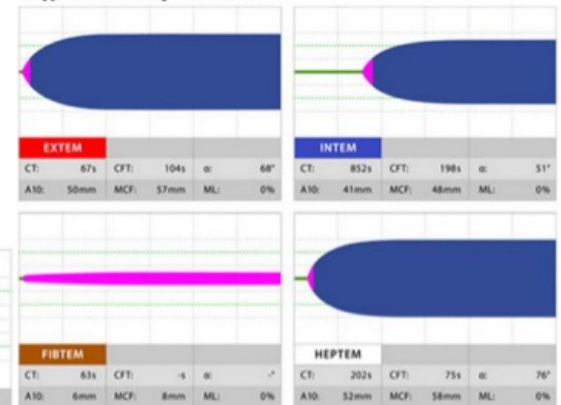 EXTEM
CT: 67s CFT: 104s α: 68°
A10: 50mm MCF: 57mm ML: 0%
INTEM
CT: 852s CFT: 198s α: 51°
A10: 41mm MCF: 48mm ML: 0%
FIBTEM
CT: 63s CFT: -s α: -°
A10: 6mm MCF: 8mm ML: 0%
HEPTEM
CT: 202s CFT: 75s α: 76°
A10: 52mm MCF: 58mm ML: 0%